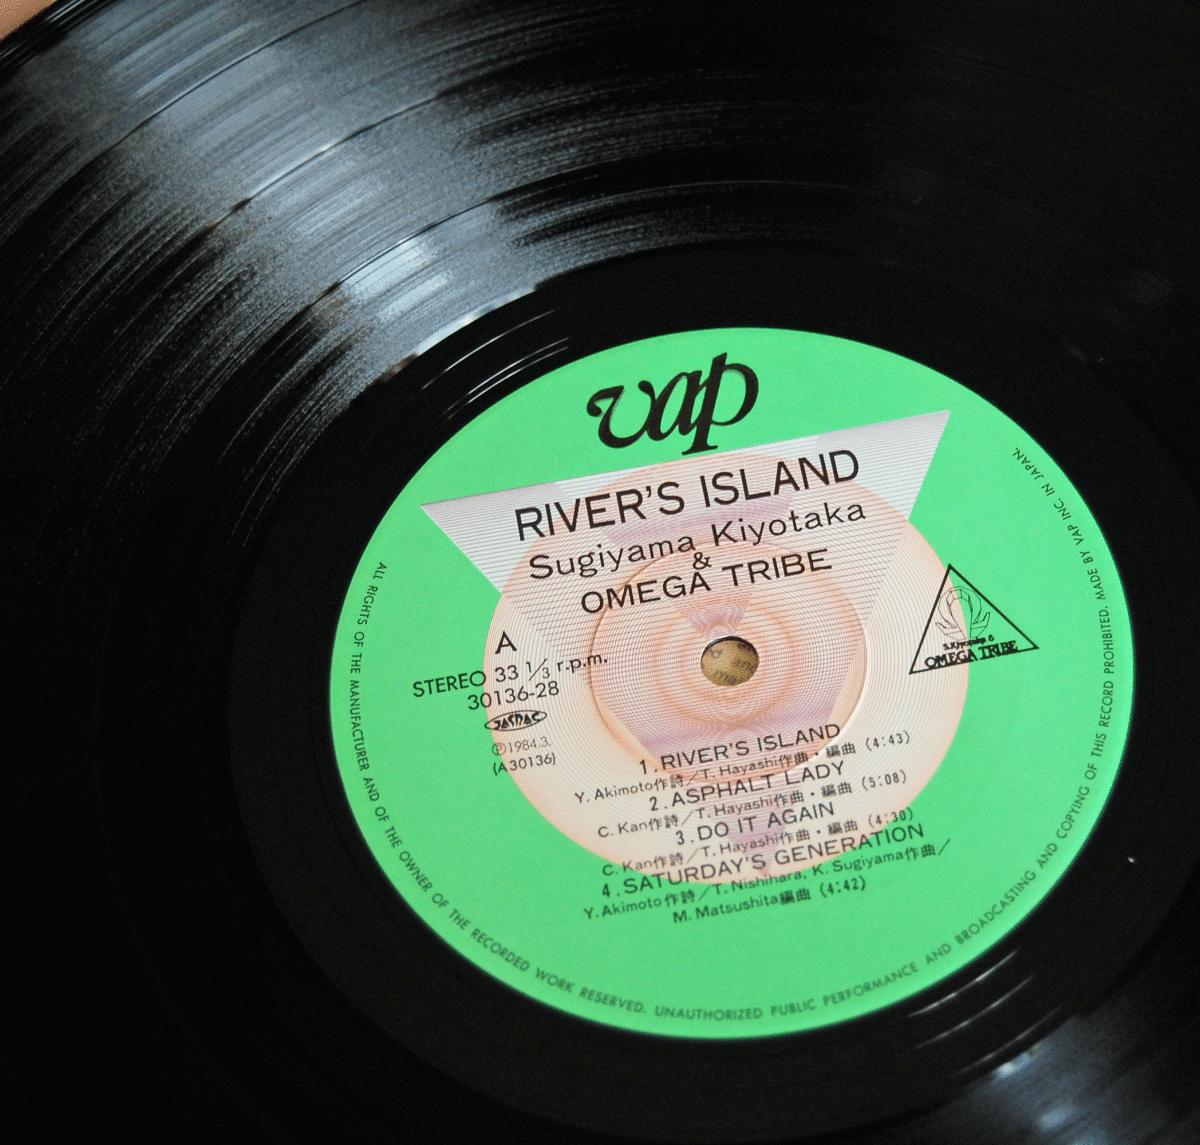 vap
RIVER'S ISLAND
Sugiyama Kiyotaka
&
OMEGA TRIBE
A
STEREO 33 1/3 r.p.m.
30136-28
JASRAC
Ⓟ1984.3.
(A30136)
S.Kiyotaka &
OMEGA TRIBE
1.RIVER'S ISLAND
Y. Akimoto作詩/T. Hayashi作曲・編曲 (4:43)
2.ASPHALT LADY
C. Kan作詩/T. Hayashi作曲・編曲 (5:08)
3.DO IT AGAIN
C. Kan作詩/T. Hayashi作曲・編曲 (4:30)
4.SATURDAY'S GENERATION
Y.Akimoto作詩/T. Nishihara, K. Sugiyama作曲/
M. Matsushita編曲 (4:42)
ALL RIGHTS OF THE MANUFACTURER AND OF THE OWNER OF THE RECORDED WORK RESERVED. UNAUTHORIZED PUBLIC PERFORMANCE AND BROADCASTING AND COPYING OF THIS RECORD PROHIBITED. MADE BY VAP INC. IN JAPAN.